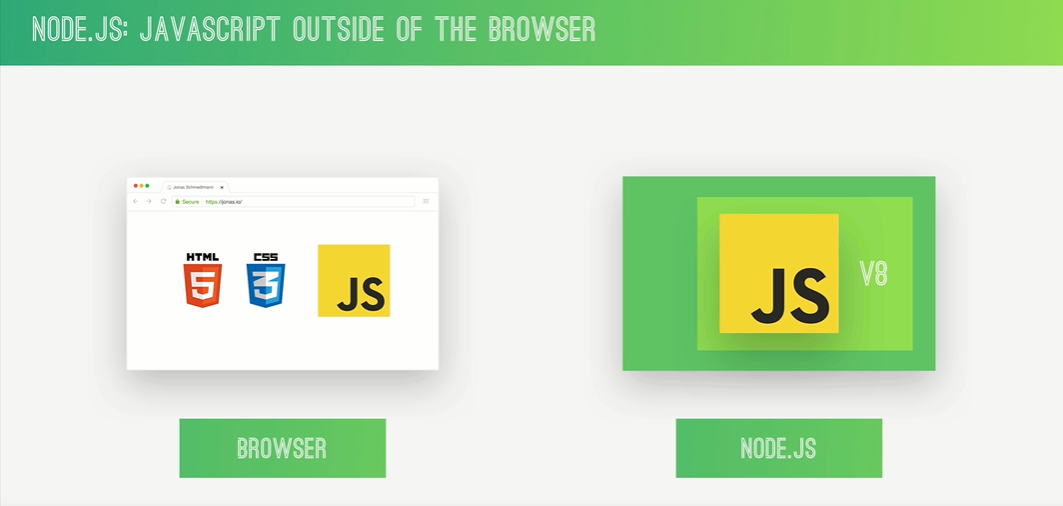 NODE.JS: JAVASCRIPT OUTSIDE OF THE BROWSER
Jonas Schmedtmann
Secure https://jonas.io/
HTML
5
CSS
3
JS
JS
V8
BROWSER
NODE.JS